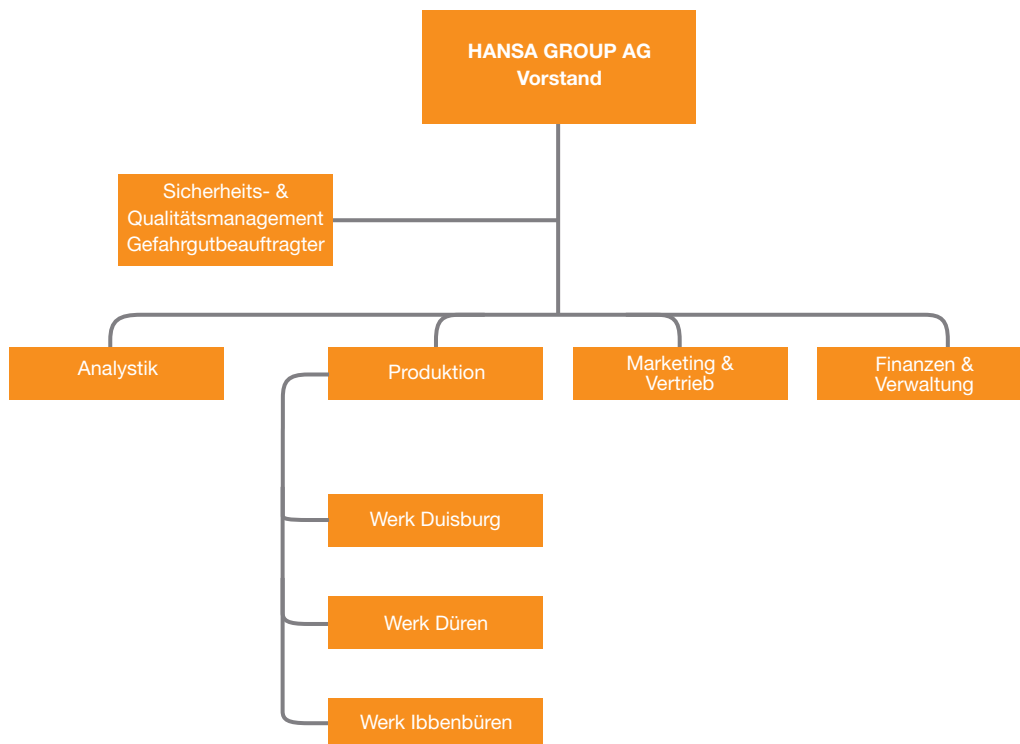 HANSA GROUP AG
Vorstand
Sicherheits- &
Qualitätsmanagement
Gefahrgutbeauftragter
Analystik
Produktion
Marketing &
Vertrieb
Finanzen &
Verwaltung
Werk Duisburg
Werk Düren
Werk Ibbenbüren